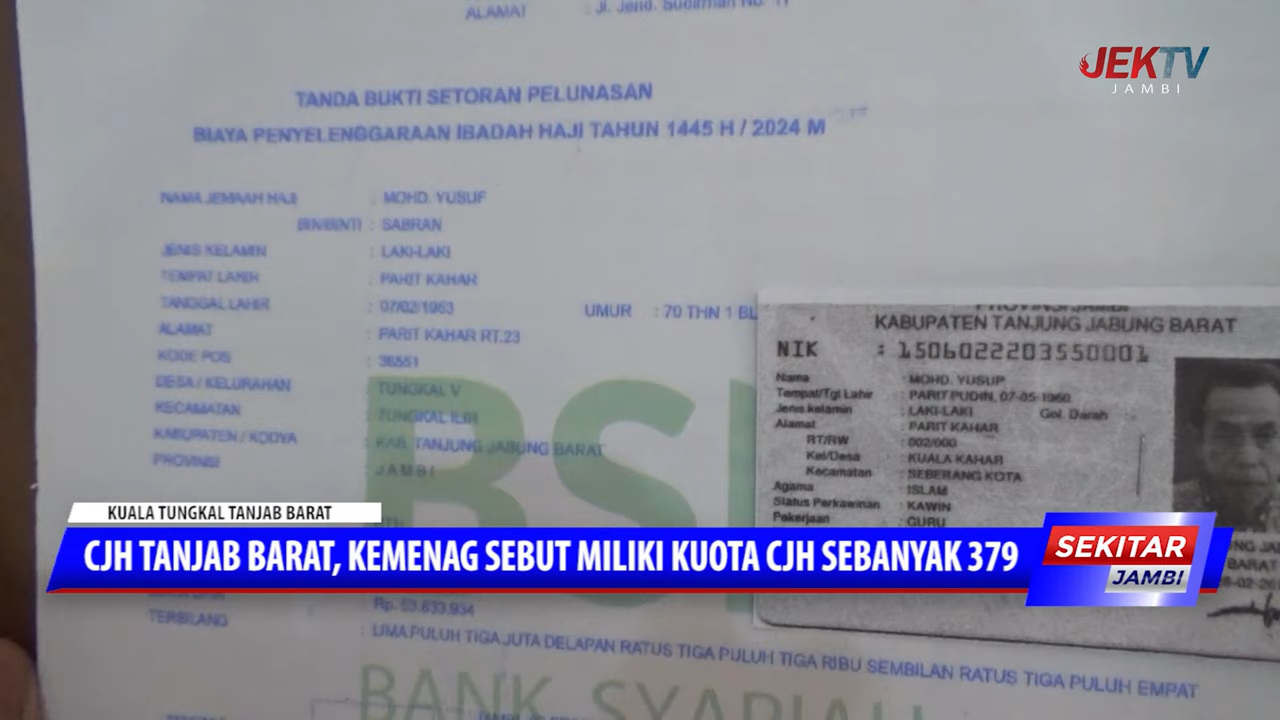 ALAMAT : Jl. Jend. Sudirman No. 11
JEKTV
JAMBI
TANDA BUKTI SETORAN PELUNASAN
BIAYA PENYELENGGARAAN IBADAH HAJI TAHUN 1445 H / 2024 M
NAMA JEMAAH HAJI : MOHD. YUSUF
BIN/BINTI : SABRAN
JENIS KELAMIN : LAKI-LAKI
TEMPAT LAHIR : PARIT KAHAR
TANGGAL LAHIR : 07/02/1953 UMUR : 70 THN 1 BL
ALAMAT : PARIT KAHAR RT.23
KODE POS : 36551
DESA / KELURAHAN : TUNGKAL V
KECAMATAN : TUNGKAL ILIR
KABUPATEN / KODYA : KAB. TANJUNG JABUNG BARAT
PROVINSI : JAMBI
BSI
PROVINSI JAMBI
KABUPATEN TANJUNG JABUNG BARAT
NIK : 1506022203550001
Nama : MOHD. YUSUP
Tempat/Tgl Lahir : PARIT PUDIN, 07-05-1960
Jenis kelamin : LAKI-LAKI Gol. Darah : -
Alamat : PARIT KAHAR
RT/RW : 002/000
Kel/Desa : KUALA KAHAR
Kecamatan : SEBERANG KOTA
Agama : ISLAM
Status Perkawinan : KAWIN
Pekerjaan : GURU
KUALA TUNGKAL TANJAB BARAT
CJH TANJAB BARAT, KEMENAG SEBUT MILIKI KUOTA CJH SEBANYAK 379
SEKITAR
JAMBI
BARAT
Rp. 53.833.934
TERBILANG : LIMA PULUH TIGA JUTA DELAPAN RATUS TIGA PULUH TIGA RIBU SEMBILAN RATUS TIGA PULUH EMPAT
BANK SYARIAH